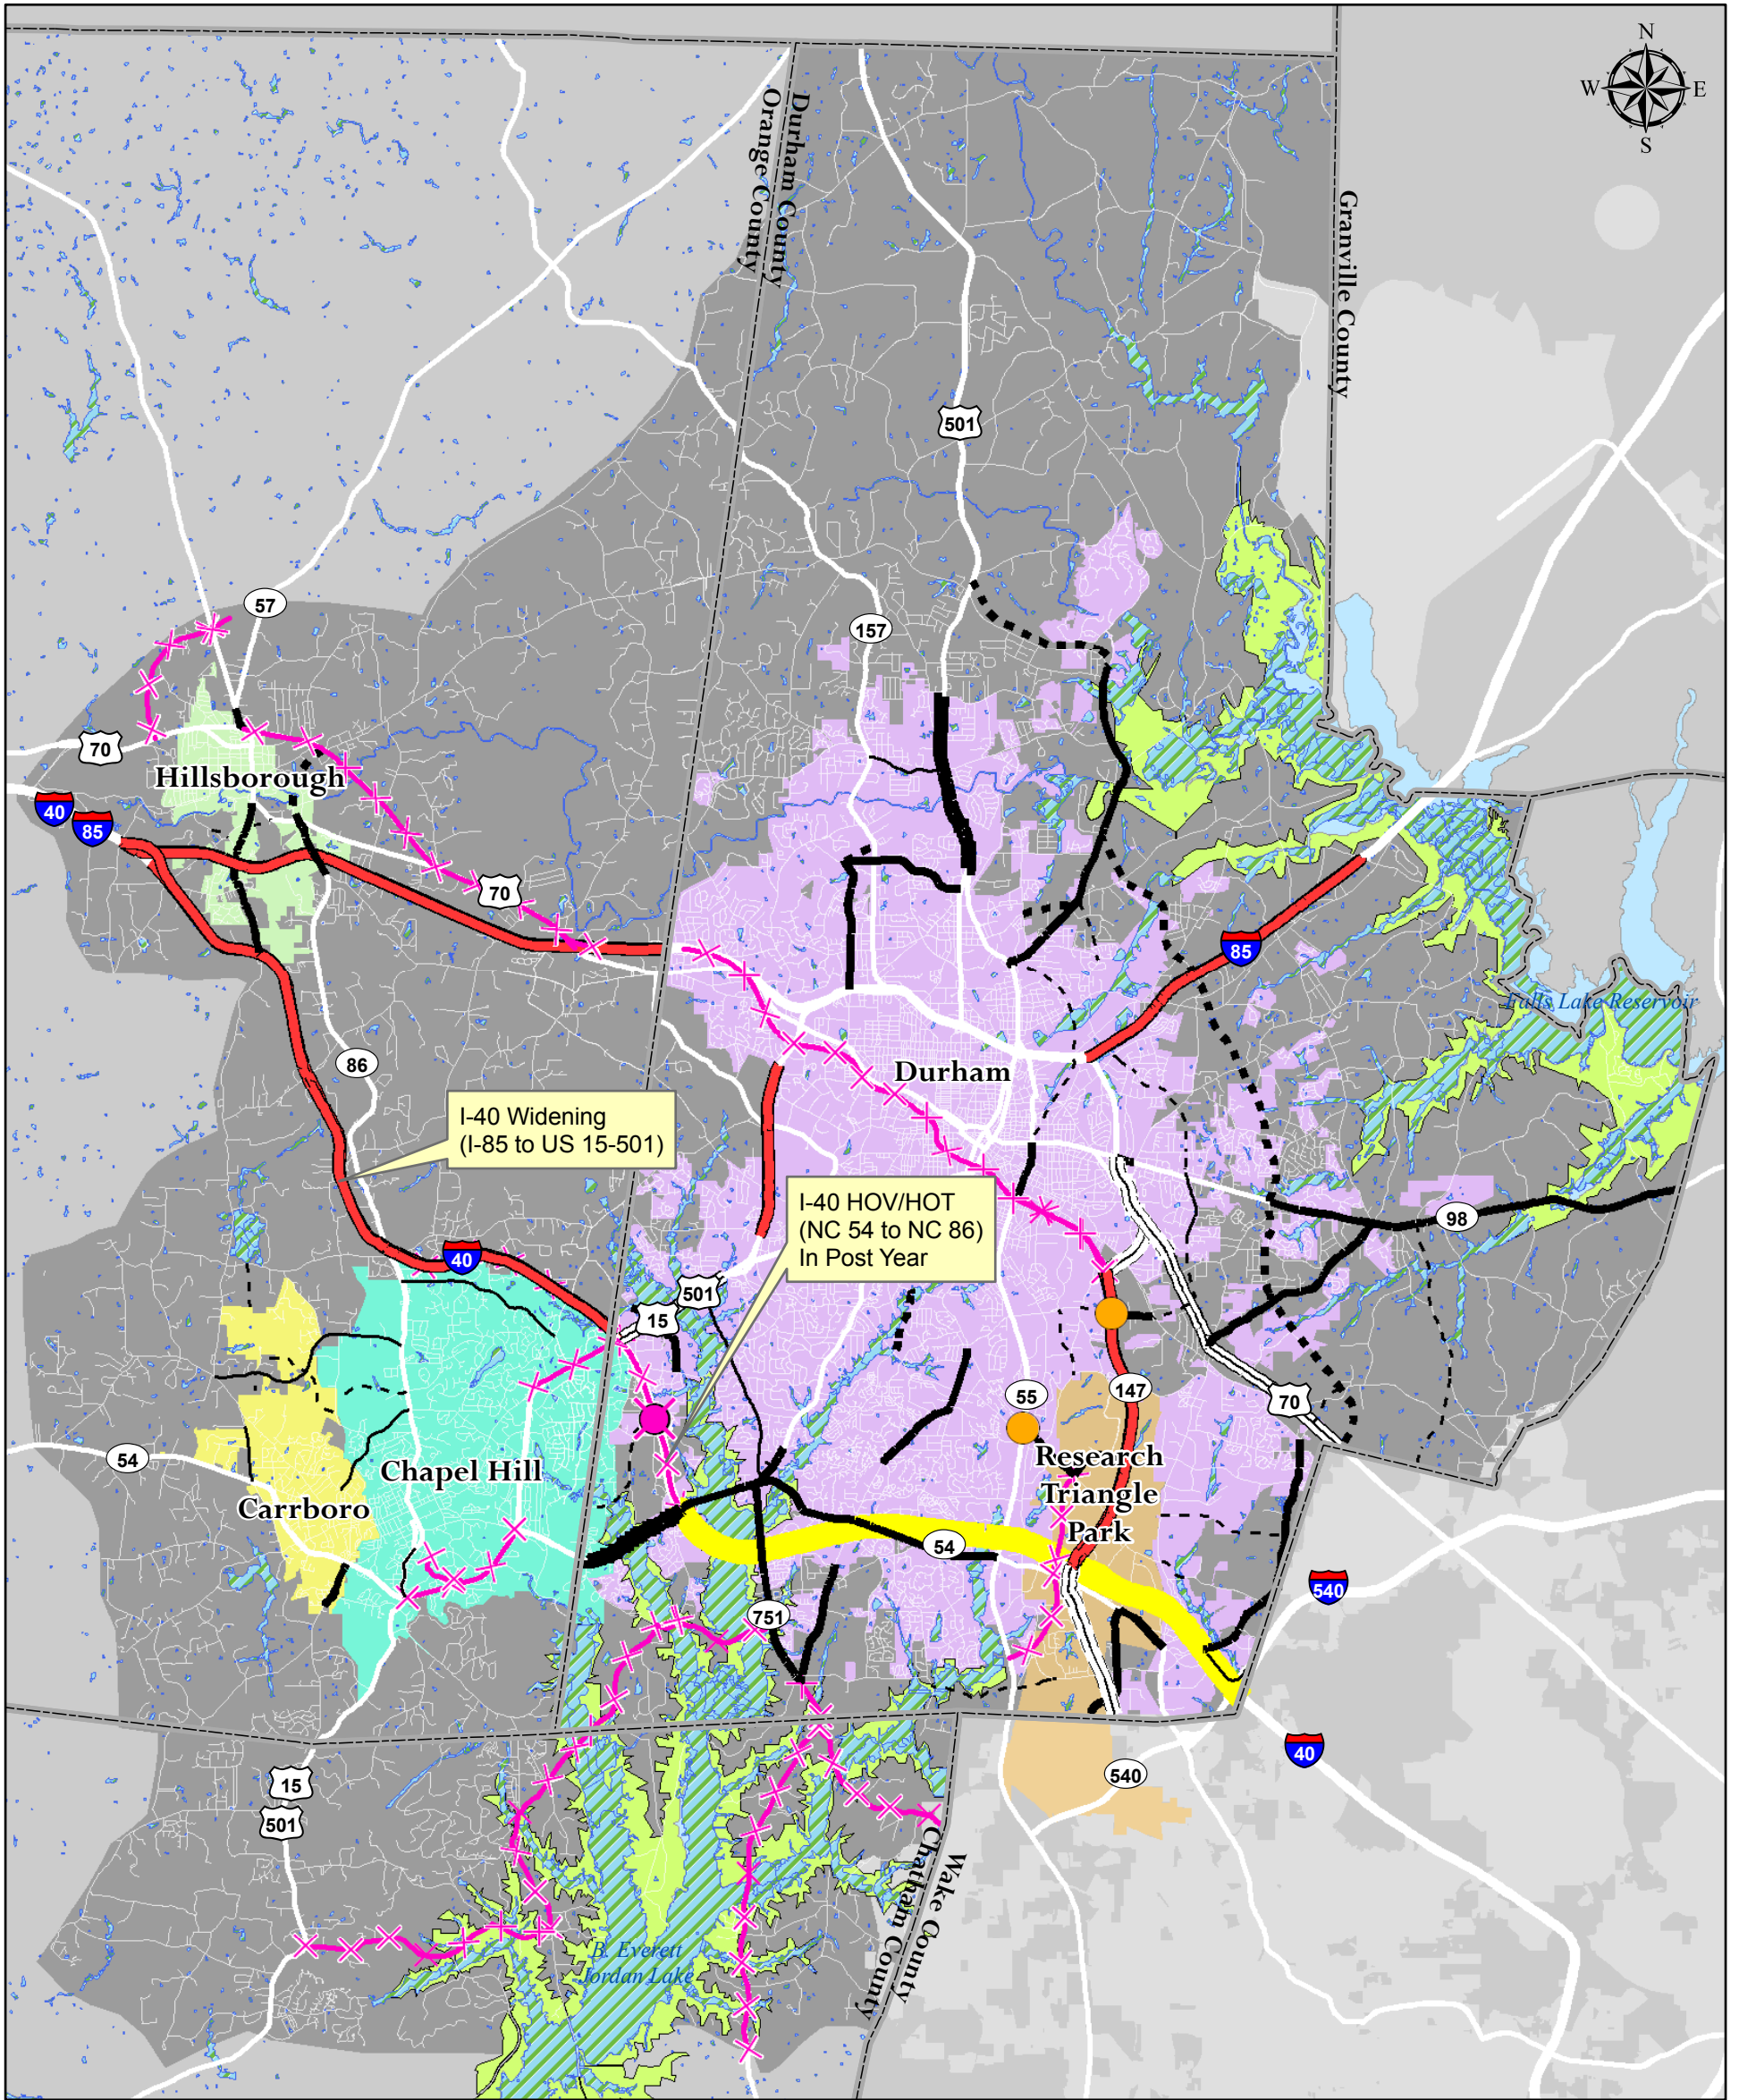 N
W
E
S
Durham County
Orange County
Granville County
501
57
157
70
Hillsborough
40
85
70
85
Falls Lake Reservoir
86
Durham
I-40 Widening
(I-85 to US 15-501)
I-40 HOV/HOT
(NC 54 to NC 86)
In Post Year
98
40
501
15
55
147
70
54
Chapel Hill
Research
Triangle
Park
Carrboro
54
540
751
40
15
501
540
Wake County
Chatham County
B. Everett
Jordan Lake